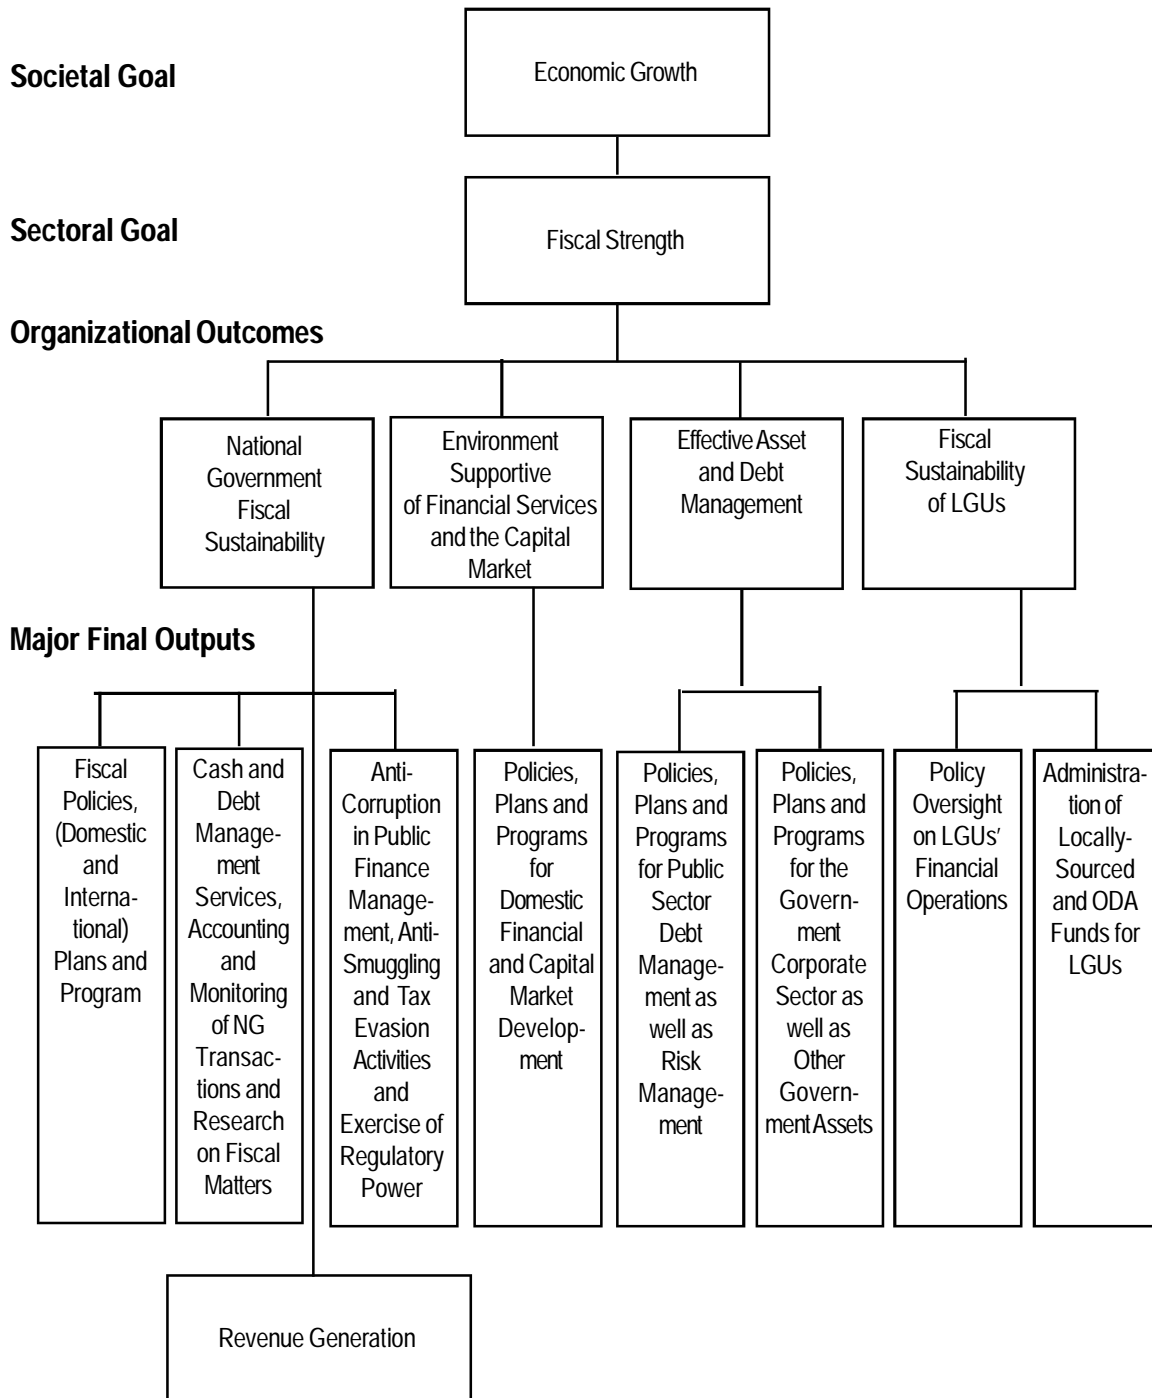 Societal Goal
Economic Growth
Sectoral Goal
Fiscal Strength
Organizational Outcomes
National
Government
Fiscal
Sustainability
Environment
Supportive
of Financial Services
and the Capital
Market
Effective Asset
and Debt
Management
Fiscal
Sustainability
of LGUs
Major Final Outputs
Fiscal
Policies,
(Domestic
and
Interna-
tional)
Plans and
Program
Cash and
Debt
Manage-
ment
Services,
Accounting
and
Monitoring
of NG
Transac-
tions and
Research
on Fiscal
Matters
Anti-
Corruption
in Public
Finance
Manage-
ment, Anti-
Smuggling
and Tax
Evasion
Activities
and
Exercise of
Regulatory
Power
Policies,
Plans and
Programs
for
Domestic
Financial
and Capital
Market
Develop-
ment
Policies,
Plans and
Programs
for Public
Sector
Debt
Manage-
ment as
well as
Risk
Manage-
ment
Policies,
Plans and
Programs
for the
Govern-
ment
Corporate
Sector as
well as
Other
Govern-
ment Assets
Policy
Oversight
on LGUs'
Financial
Operations
Administra-
tion of
Locally-
Sourced
and ODA
Funds for
LGUs
Revenue Generation